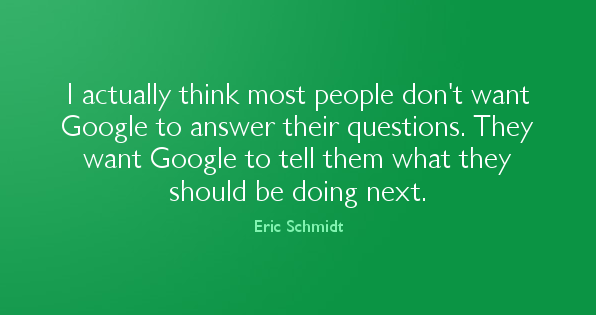 I actually think most people don't want
Google to answer their questions. They
want Google to tell them what they
should be doing next.
Eric Schmidt